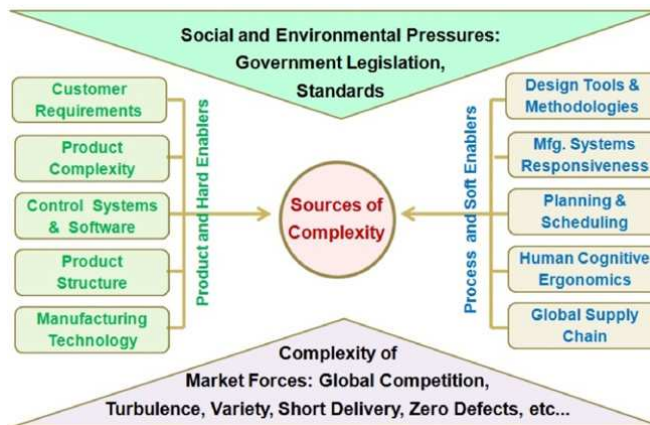 Social and Environmental Pressures:
Government Legislation,
Standards
Customer
Requirements
Product
Complexity
Control Systems
& Software
Product
Structure
Manufacturing
Technology
Product and Hard Enablers
Sources of
Complexity
Process and Soft Enablers
Design Tools &
Methodologies
Mfg. Systems
Responsiveness
Planning &
Scheduling
Human Cognitive
Ergonomics
Global Supply
Chain
Complexity of
Market Forces: Global Competition,
Turbulence, Variety, Short Delivery, Zero Defects, etc...